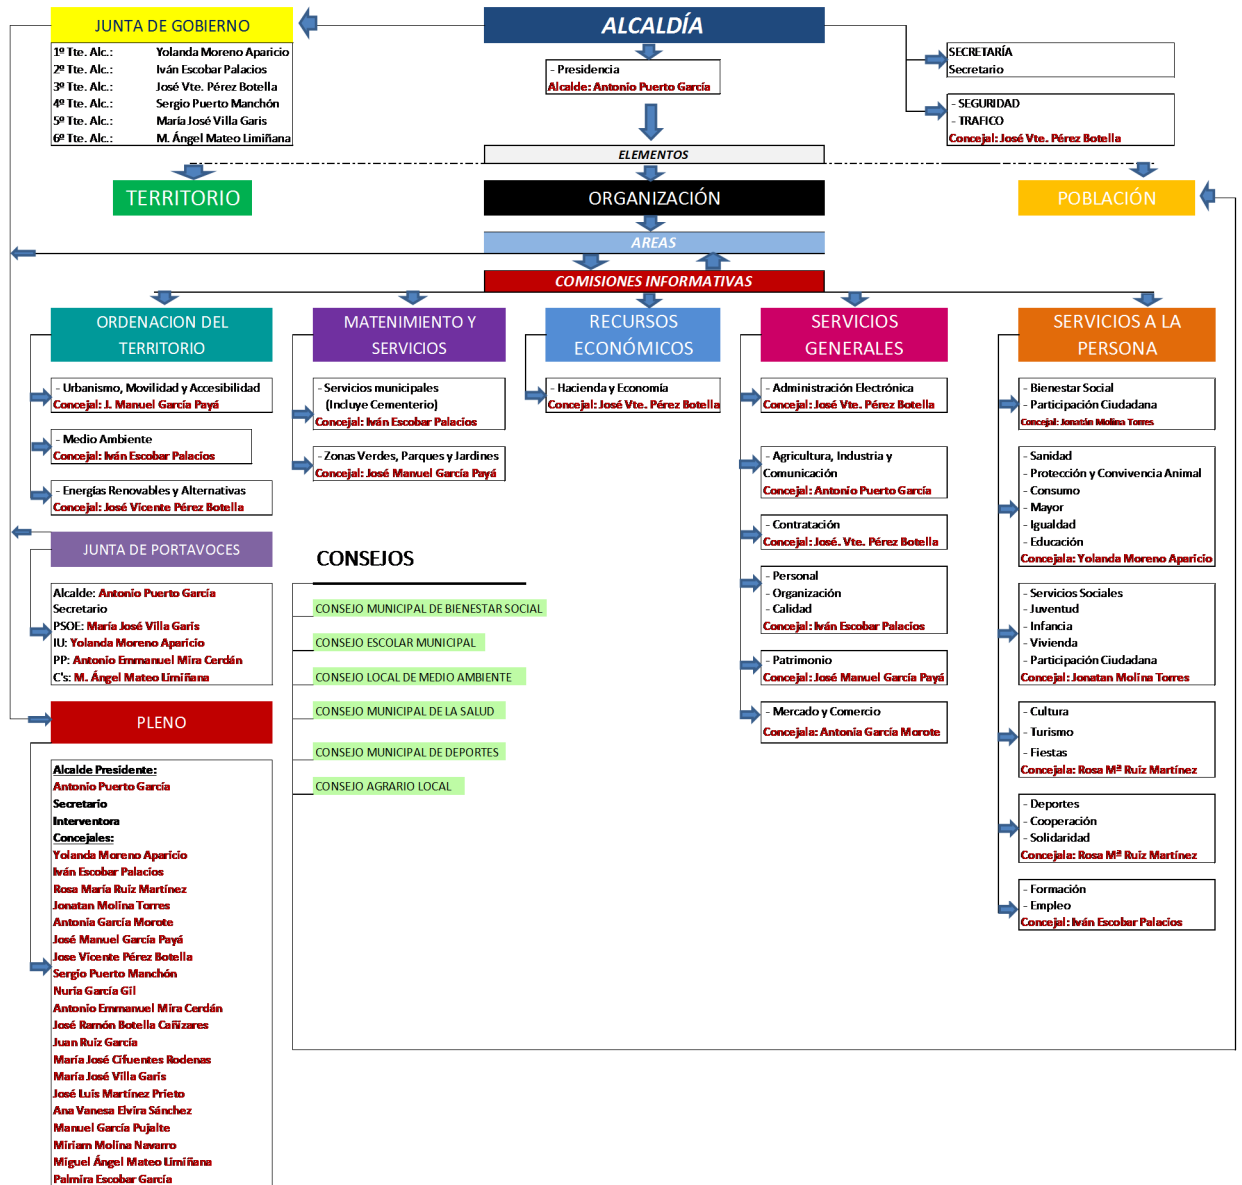 JUNTA DE GOBIERNO
1º Tte. Alc.: Yolanda Moreno Aparicio
2º Tte. Alc.: Iván Escobar Palacios
3º Tte. Alc.: José Vte. Pérez Botella
4º Tte. Alc.: Sergio Puerto Manchón
5º Tte. Alc.: María José Villa Garis
6º Tte. Alc.: M. Ángel Mateo Limiñana
ALCALDÍA
- Presidencia
Alcalde: Antonio Puerto García
SECRETARÍA
Secretario
- SEGURIDAD
- TRAFICO
Concejal: José Vte. Pérez Botella
ELEMENTOS
TERRITORIO
ORGANIZACIÓN
POBLACIÓN
AREAS
COMISIONES INFORMATIVAS
ORDENACION DEL
TERRITORIO
- Urbanismo, Movilidad y Accesibilidad
Concejal: J. Manuel García Payá
- Medio Ambiente
Concejal: Iván Escobar Palacios
- Energías Renovables y Alternativas
Concejal: José Vicente Pérez Botella
MATENIMIENTO Y
SERVICIOS
- Servicios municipales
(Incluye Cementerio)
Concejal: Iván Escobar Palacios
- Zonas Verdes, Parques y Jardines
Concejal: José Manuel García Payá
RECURSOS
ECONÓMICOS
- Hacienda y Economía
Concejal: José Vte. Pérez Botella
SERVICIOS
GENERALES
- Administración Electrónica
Concejal: José Vte. Pérez Botella
- Agricultura, Industria y
Comunicación
Concejal: Antonio Puerto García
- Contratación
Concejal: José. Vte. Pérez Botella
- Personal
- Organización
- Calidad
Concejal: Iván Escobar Palacios
- Patrimonio
Concejal: José Manuel García Payá
- Mercado y Comercio
Concejala: Antonia García Morote
SERVICIOS A LA
PERSONA
- Bienestar Social
- Participación Ciudadana
Concejal: Jonatán Molina Torres
- Sanidad
- Protección y Convivencia Animal
- Consumo
- Mayor
- Igualdad
- Educación
Concejala: Yolanda Moreno Aparicio
- Servicios Sociales
- Juventud
- Infancia
- Vivienda
- Participación Ciudadana
Concejal: Jonatan Molina Torres
- Cultura
- Turismo
- Fiestas
Concejala: Rosa Mª Ruiz Martínez
- Deportes
- Cooperación
- Solidaridad
Concejala: Rosa Mª Ruiz Martínez
- Formación
- Empleo
Concejal: Iván Escobar Palacios
JUNTA DE PORTAVOCES
Alcalde: Antonio Puerto García
Secretario
PSOE: María José Villa Garis
IU: Yolanda Moreno Aparicio
PP: Antonio Emmanuel Mira Cerdán
C's: M. Ángel Mateo Limiñana
CONSEJOS
CONSEJO MUNICIPAL DE BIENESTAR SOCIAL
CONSEJO ESCOLAR MUNICIPAL
CONSEJO LOCAL DE MEDIO AMBIENTE
CONSEJO MUNICIPAL DE LA SALUD
CONSEJO MUNICIPAL DE DEPORTES
CONSEJO AGRARIO LOCAL
PLENO
Alcalde Presidente:
Antonio Puerto García
Secretario
Interventora
Concejales:
Yolanda Moreno Aparicio
Iván Escobar Palacios
Rosa María Ruiz Martínez
Jonatan Molina Torres
Antonia García Morote
José Manuel García Payá
Jose Vicente Pérez Botella
Sergio Puerto Manchón
Nuria García Gil
Antonio Emmanuel Mira Cerdán
José Ramón Botella Cañizares
Juan Ruiz García
María José Cifuentes Rodenas
María José Villa Garis
José Luis Martínez Prieto
Ana Vanesa Elvira Sánchez
Manuel García Pujalte
Miriam Molina Navarro
Miguel Ángel Mateo Limiñana
Palmira Escobar García